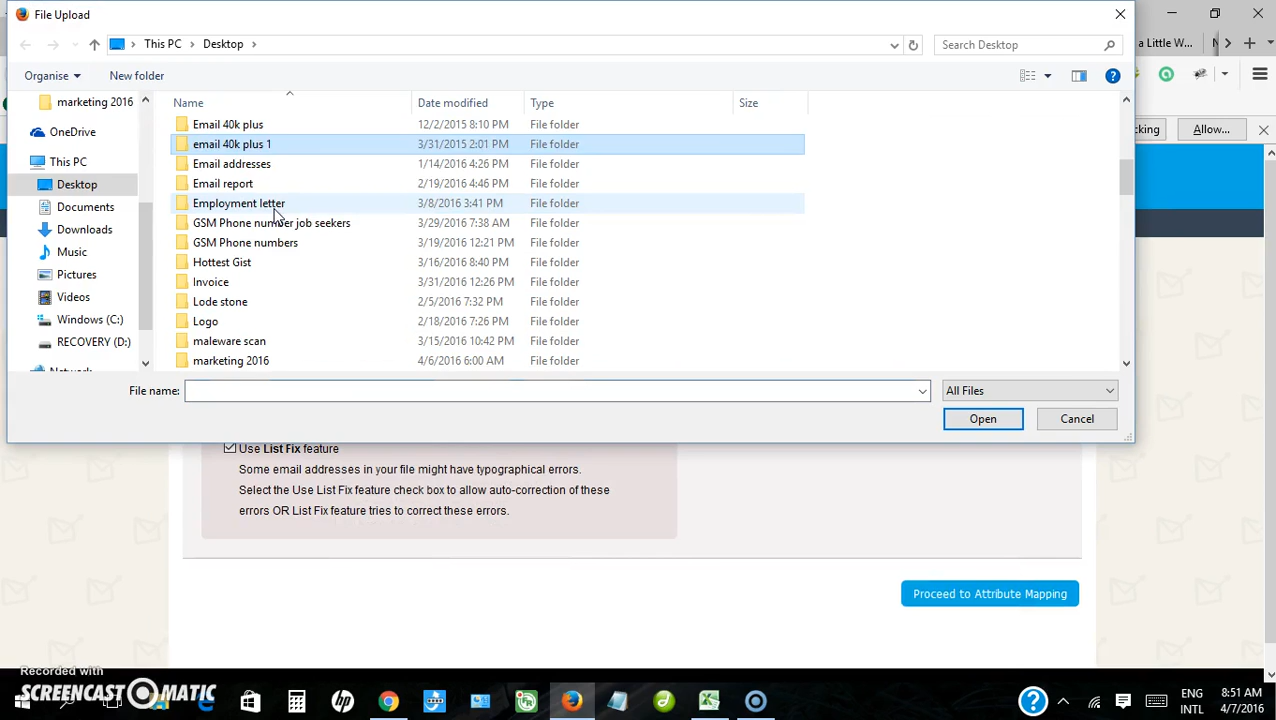 File Upload
This PC
Desktop
Search Desktop
a Little W...
Organise
New folder
marketing 2016
OneDrive
This PC
Desktop
Documents
Downloads
Music
Pictures
Videos
Windows (C:)
RECOVERY (D:)
Name Date modified Type Size
Email 40k plus 12/2/2015 8:10 PM File folder
email 40k plus 1 3/31/2015 2:01 PM File folder
Email addresses 1/14/2016 4:26 PM File folder
Email report 2/19/2016 4:46 PM File folder
Employment letter 3/8/2016 3:41 PM File folder
GSM Phone number job seekers 3/29/2016 7:38 AM File folder
GSM Phone numbers 3/19/2016 12:21 PM File folder
Hottest Gist 3/16/2016 8:40 PM File folder
Invoice 3/31/2016 12:26 PM File folder
Lode stone 2/5/2016 7:32 PM File folder
Logo 2/18/2016 7:26 PM File folder
maleware scan 3/15/2016 10:42 PM File folder
marketing 2016 4/6/2016 6:00 AM File folder
cking
Allow...
File name:
All Files
Open
Cancel
Use List Fix feature
Some email addresses in your file might have typographical errors.
Select the Use List Fix feature check box to allow auto-correction of these
errors OR List Fix feature tries to correct these errors.
Proceed to Attribute Mapping
Recorded with
SCREENCAST MATIC
ENG
INTL
8:51 AM
4/7/2016